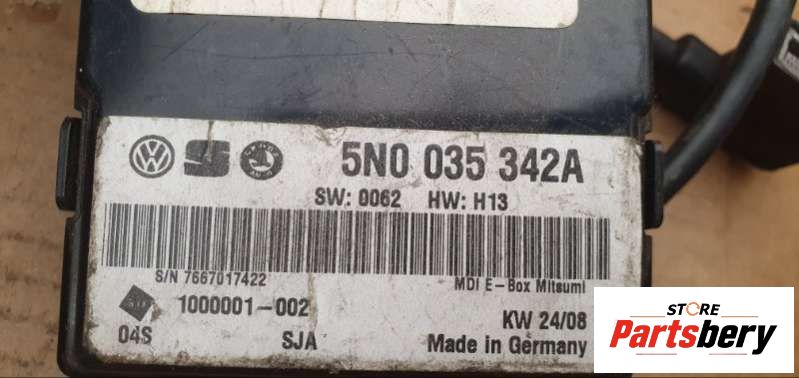 5N0 035 342A
SW: 0062 HW: H13
S/N 7667017422
MDI E-Box Mitsumi
1000001-002
KW 24/08
04S SJA Made in Germany
STORE
Partsbery